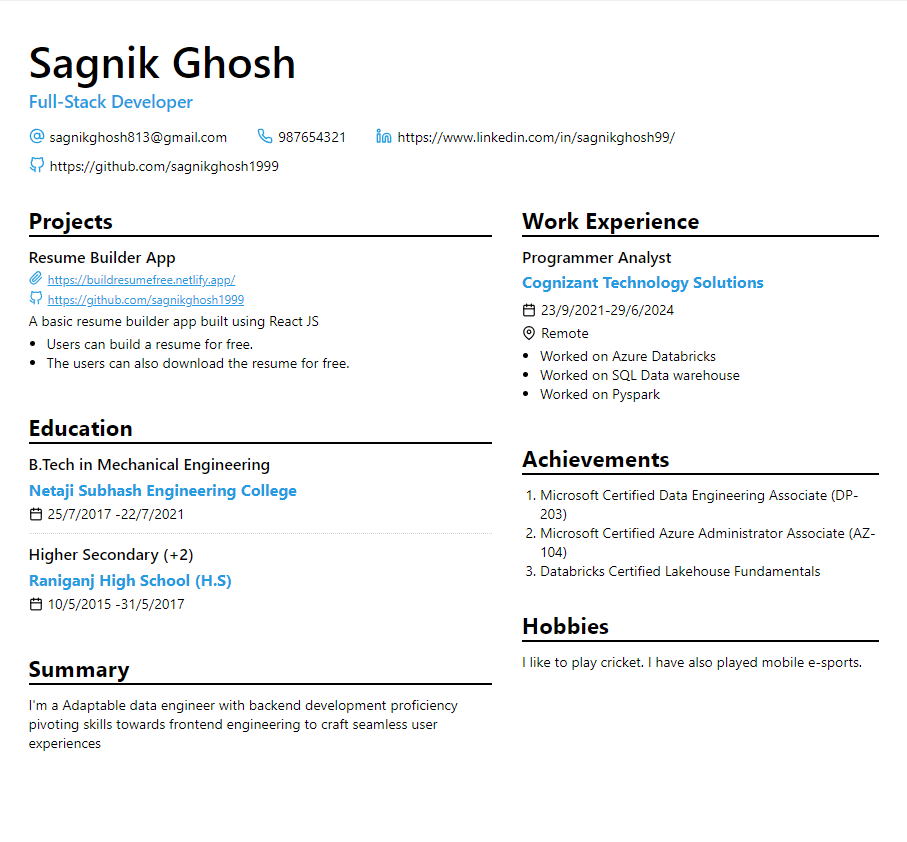 Sagnik Ghosh
Full-Stack Developer
sagnikghosh813@gmail.com 987654321 https://www.linkedin.com/in/sagnikghosh99/
https://github.com/sagnikghosh1999
Projects
Resume Builder App
https://buildresumefree.netlify.app/
https://github.com/sagnikghosh1999
A basic resume builder app built using React JS
• Users can build a resume for free.
• The users can also download the resume for free.
Education
B.Tech in Mechanical Engineering
Netaji Subhash Engineering College
25/7/2017 -22/7/2021
Higher Secondary (+2)
Raniganj High School (H.S)
10/5/2015 -31/5/2017
Summary
I'm a Adaptable data engineer with backend development proficiency
pivoting skills towards frontend engineering to craft seamless user
experiences
Work Experience
Programmer Analyst
Cognizant Technology Solutions
23/9/2021-29/6/2024
Remote
• Worked on Azure Databricks
• Worked on SQL Data warehouse
• Worked on Pyspark
Achievements
1. Microsoft Certified Data Engineering Associate (DP-
203)
2. Microsoft Certified Azure Administrator Associate (AZ-
104)
3. Databricks Certified Lakehouse Fundamentals
Hobbies
I like to play cricket. I have also played mobile e-sports.